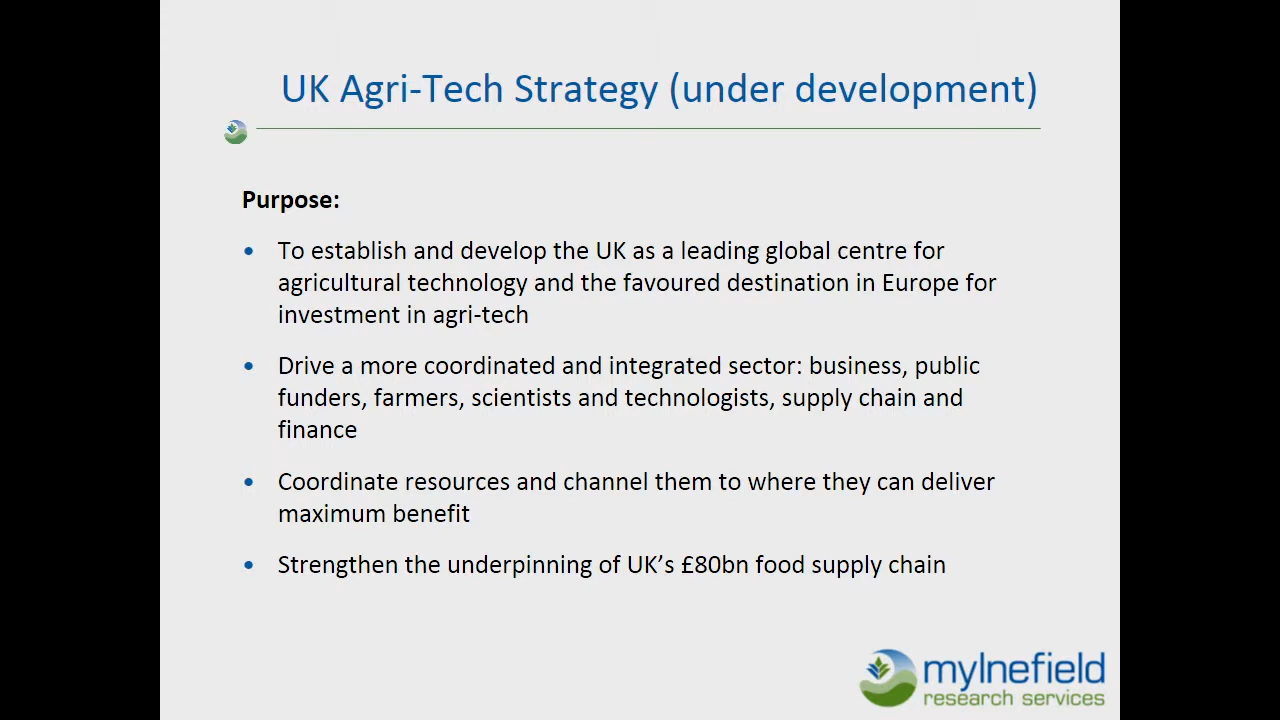 UK Agri-Tech Strategy (under development)
Purpose:
• To establish and develop the UK as a leading global centre for
agricultural technology and the favoured destination in Europe for
investment in agri-tech
• Drive a more coordinated and integrated sector: business, public
funders, farmers, scientists and technologists, supply chain and
finance
• Coordinate resources and channel them to where they can deliver
maximum benefit
• Strengthen the underpinning of UK’s £80bn food supply chain
mylnefield
research services